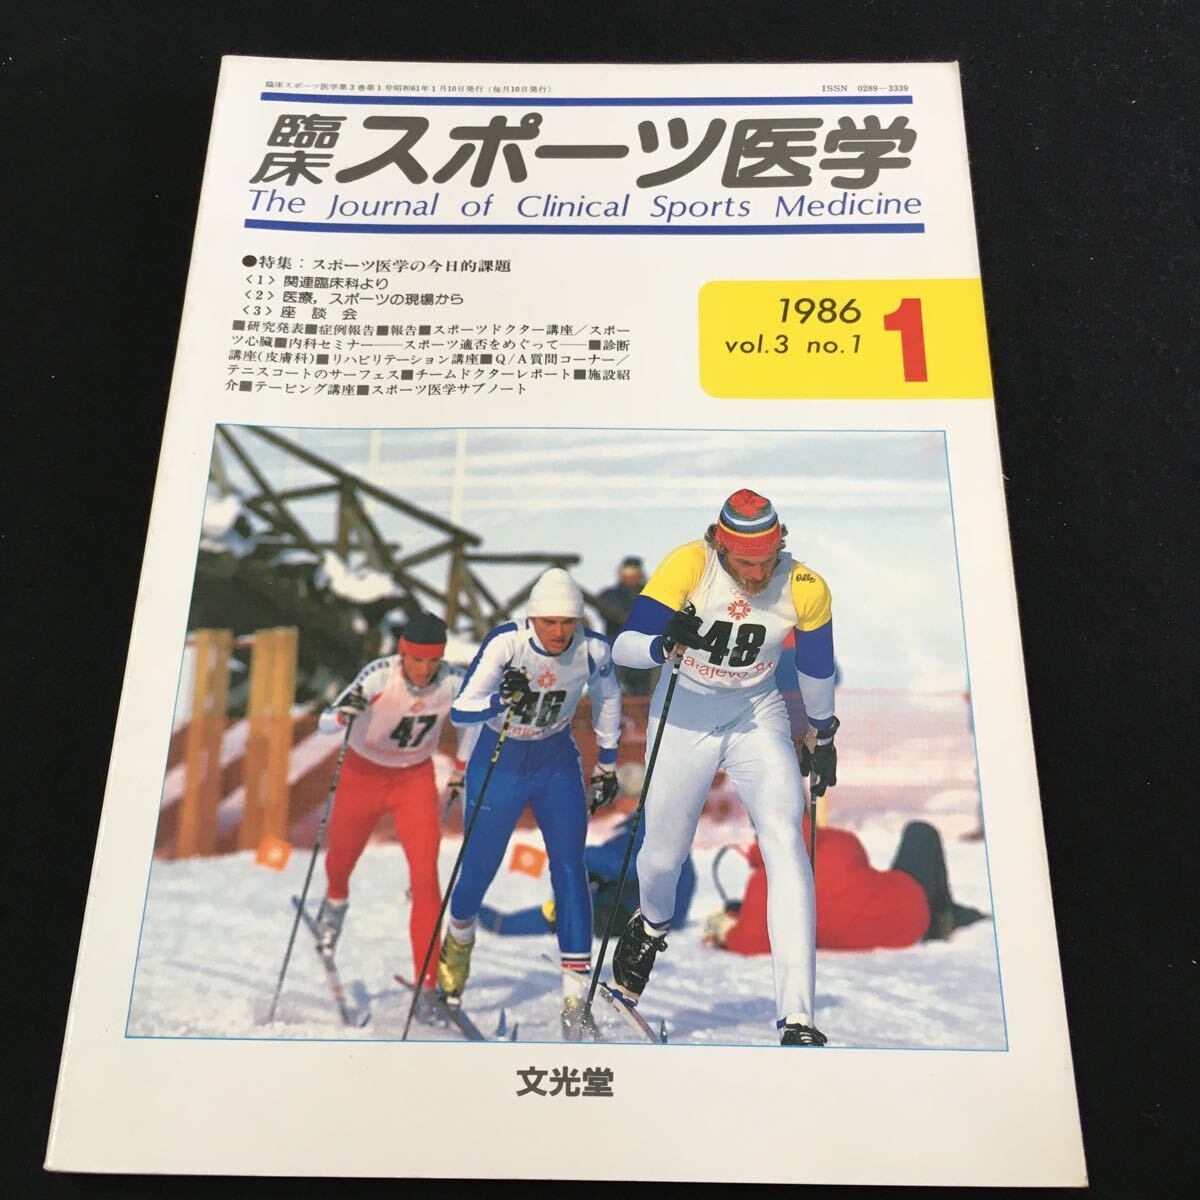 臨床スポーツ医学第3巻第1号昭和61年1月10日発行(毎月10日発行)
ISSN 0289-3339
臨床スポーツ医学
The Journal of Clinical Sports Medicine
●特集：スポーツ医学の今日的課題
〈1〉関連臨床科より
〈2〉医療，スポーツの現場から
〈3〉座談会
■研究発表■症例報告■報告■スポーツドクター講座／スポー
ツ心臓■内科セミナー――スポーツ適否をめぐって――■診断
講座(皮膚科)■リハビリテーション講座■Q/A質問コーナー／
テニスコートのサーフェス■チームドクターレポート■施設紹
介■テーピング講座■スポーツ医学サブノート
1986
vol.3 no.1
1
47
46
48
文光堂